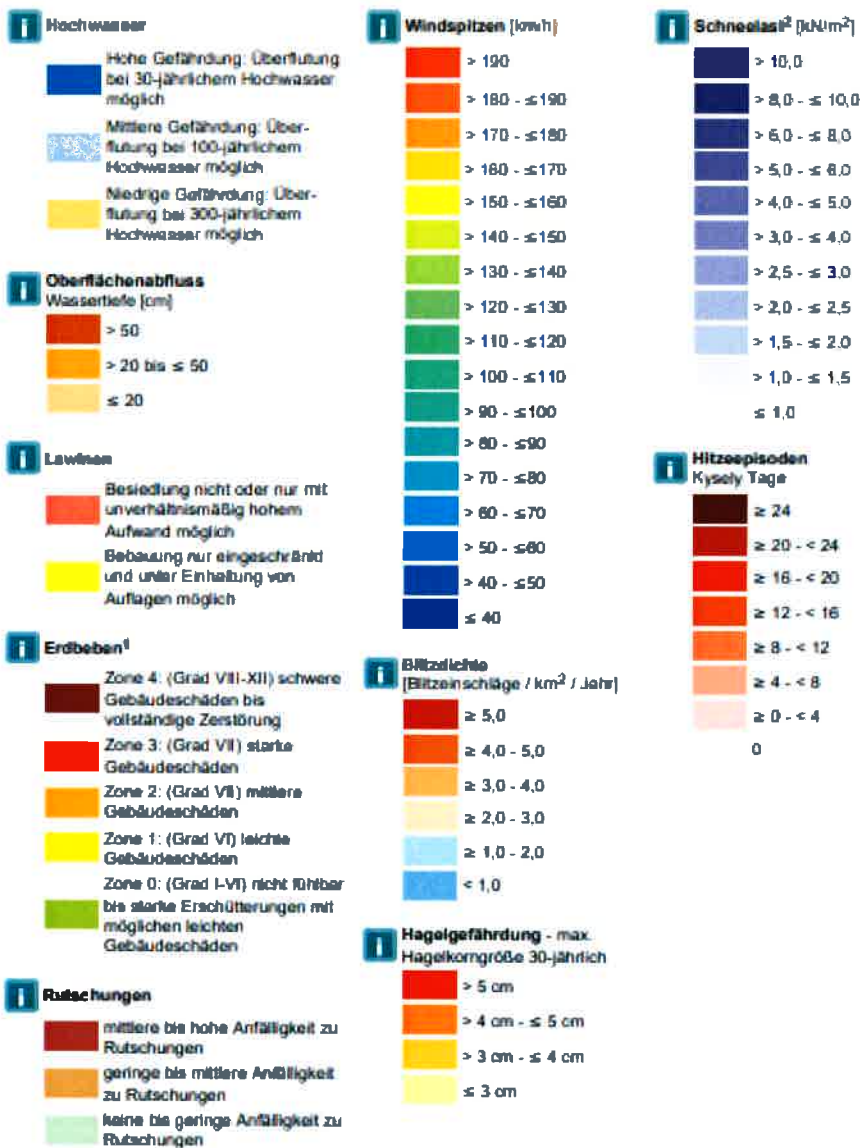 Hochwasser
Hohe Gefährdung: Überflutung
bei 30-jährlichem Hochwasser
möglich
Mittlere Gefährdung: Über-
flutung bei 100-jährlichem
Hochwasser möglich
Niedrige Gefährdung: Über-
flutung bei 300-jährlichem
Hochwasser möglich
Oberflächenabfluss
Wassertiefe [cm]
> 50
> 20 bis ≤ 50
≤ 20
Lawinen
Besiedlung nicht oder nur mit
unverhältnismäßig hohem
Aufwand möglich
Bebauung nur eingeschränkt
und unter Einhaltung von
Auflagen möglich
Erdbeben¹
Zone 4: (Grad VIII-XII) schwere
Gebäudeschäden bis
vollständige Zerstörung
Zone 3: (Grad VII) starke
Gebäudeschäden
Zone 2: (Grad VII) mittlere
Gebäudeschäden
Zone 1: (Grad VI) leichte
Gebäudeschäden
Zone 0: (Grad I-VI) nicht fühlbar
bis starke Erschütterungen mit
möglichen leichten
Gebäudeschäden
Rutschungen
mittlere bis hohe Anfälligkeit zu
Rutschungen
geringe bis mittlere Anfälligkeit
zu Rutschungen
keine bis geringe Anfälligkeit zu
Rutschungen
Windspitzen [km/h]
> 190
> 180 - ≤190
> 170 - ≤180
> 160 - ≤170
> 150 - ≤160
> 140 - ≤150
> 130 - ≤140
> 120 - ≤130
> 110 - ≤120
> 100 - ≤110
> 90 - ≤100
> 80 - ≤90
> 70 - ≤80
> 60 - ≤70
> 50 - ≤60
> 40 - ≤50
≤ 40
Blitzdichte
[Blitzeinschläge / km² / Jahr]
≥ 5,0
≥ 4,0 - 5,0
≥ 3,0 - 4,0
≥ 2,0 - 3,0
≥ 1,0 - 2,0
< 1,0
Hagelgefährdung - max.
Hagelkorngröße 30-jährlich
> 5 cm
> 4 cm - ≤ 5 cm
> 3 cm - ≤ 4 cm
≤ 3 cm
Schneelast² [kN/m²]
> 10,0
> 8,0 - ≤ 10,0
> 6,0 - ≤ 8,0
> 5,0 - ≤ 6,0
> 4,0 - ≤ 5,0
> 3,0 - ≤ 4,0
> 2,5 - ≤ 3,0
> 2,0 - ≤ 2,5
> 1,5 - ≤ 2.0
> 1,0 - ≤ 1,5
≤ 1,0
Hitzeepisoden
Kysely Tage
≥ 24
≥ 20 - < 24
≥ 16 - < 20
≥ 12 - < 16
≥ 8 - < 12
≥ 4 - < 8
≥ 0 - < 4
0